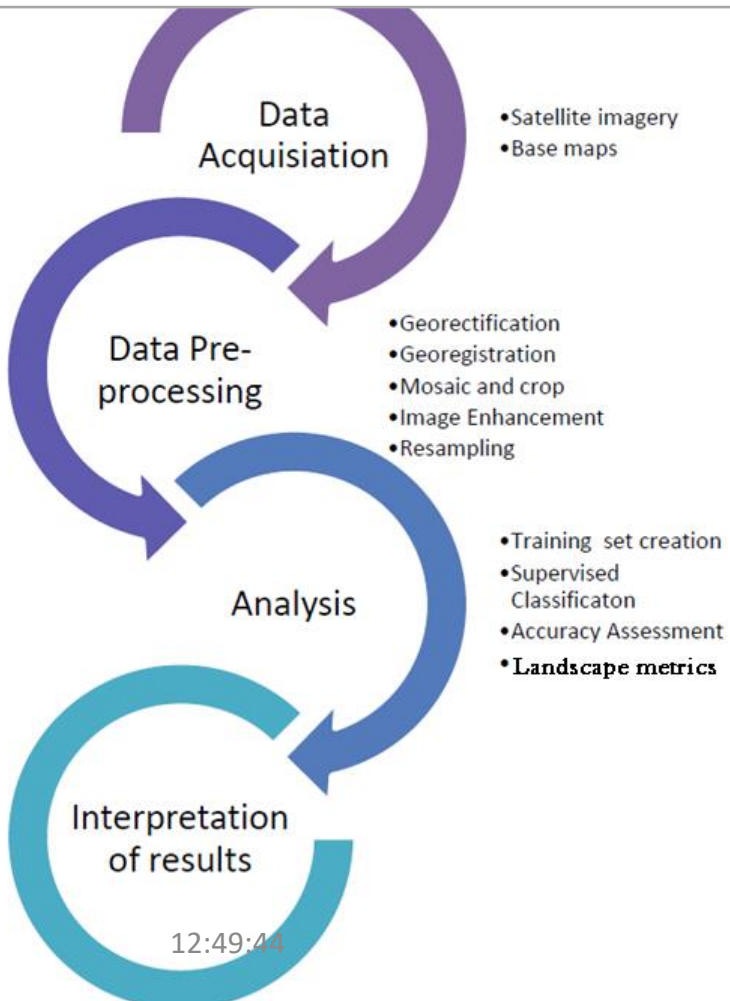 Data
Acquisiation
•Satellite imagery
•Base maps
Data Pre-
processing
•Georectification
•Georegistration
•Mosaic and crop
•Image Enhancement
•Resampling
Analysis
•Training set creation
•Supervised
Classificaton
•Accuracy Assessment
•Landscape metrics
Interpretation
of results
12:49:44